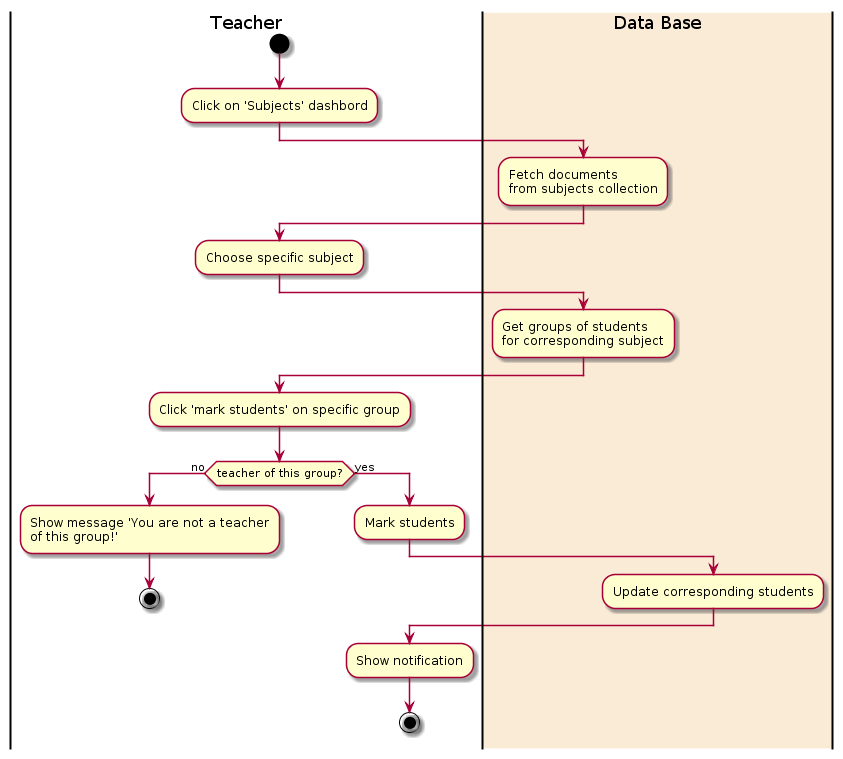 Teacher
Data Base
Click on 'Subjects' dashbord
Fetch documents
from subjects collection
Choose specific subject
Get groups of students
for corresponding subject
Click 'mark students' on specific group
no
teacher of this group?
yes
Show message 'You are not a teacher
of this group!'
Mark students
Update corresponding students
Show notification